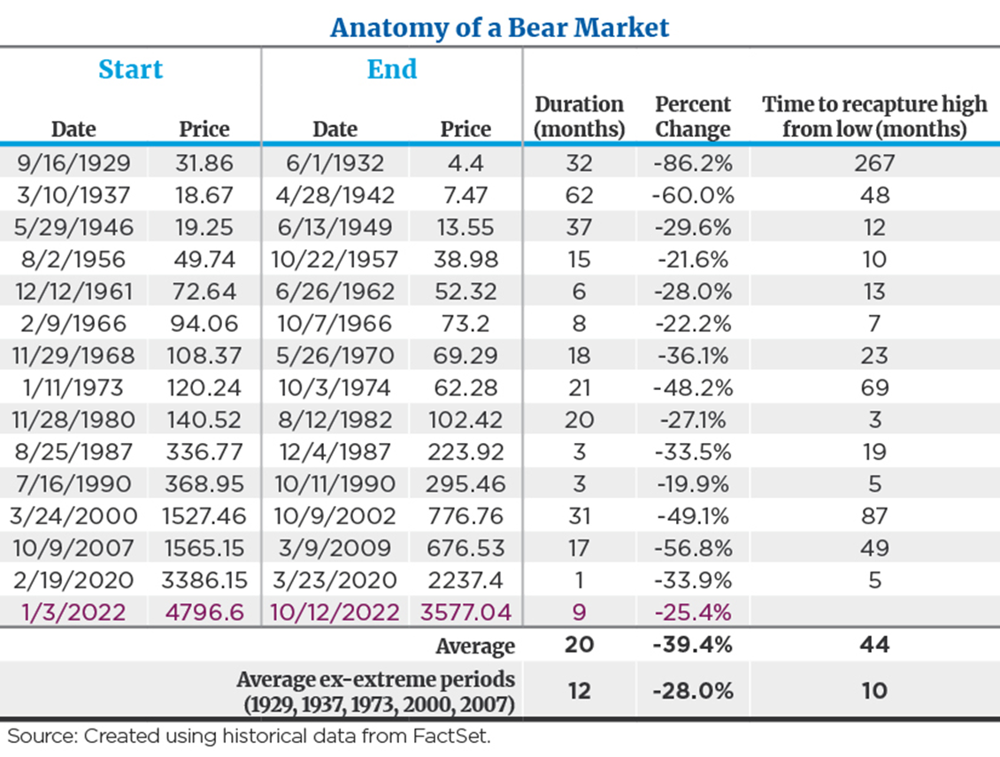 Anatomy of a Bear Market
Start End
Duration Percent Time to recapture high
Date Price Date Price (months) Change from low (months)
9/16/1929 31.86 6/1/1932 4.4 32 -86.2% 267
3/10/1937 18.67 4/28/1942 7.47 62 -60.0% 48
5/29/1946 19.25 6/13/1949 13.55 37 -29.6% 12
8/2/1956 49.74 10/22/1957 38.98 15 -21.6% 10
12/12/1961 72.64 6/26/1962 52.32 6 -28.0% 13
2/9/1966 94.06 10/7/1966 73.2 8 -22.2% 7
11/29/1968 108.37 5/26/1970 69.29 18 -36.1% 23
1/11/1973 120.24 10/3/1974 62.28 21 -48.2% 69
11/28/1980 140.52 8/12/1982 102.42 20 -27.1% 3
8/25/1987 336.77 12/4/1987 223.92 3 -33.5% 19
7/16/1990 368.95 10/11/1990 295.46 3 -19.9% 5
3/24/2000 1527.46 10/9/2002 776.76 31 -49.1% 87
10/9/2007 1565.15 3/9/2009 676.53 17 -56.8% 49
2/19/2020 3386.15 3/23/2020 2237.4 1 -33.9% 5
1/3/2022 4796.6 10/12/2022 3577.04 9 -25.4%
Average 20 -39.4% 44
Average ex-extreme periods
(1929, 1937, 1973, 2000, 2007) 12 -28.0% 10
Source: Created using historical data from FactSet.